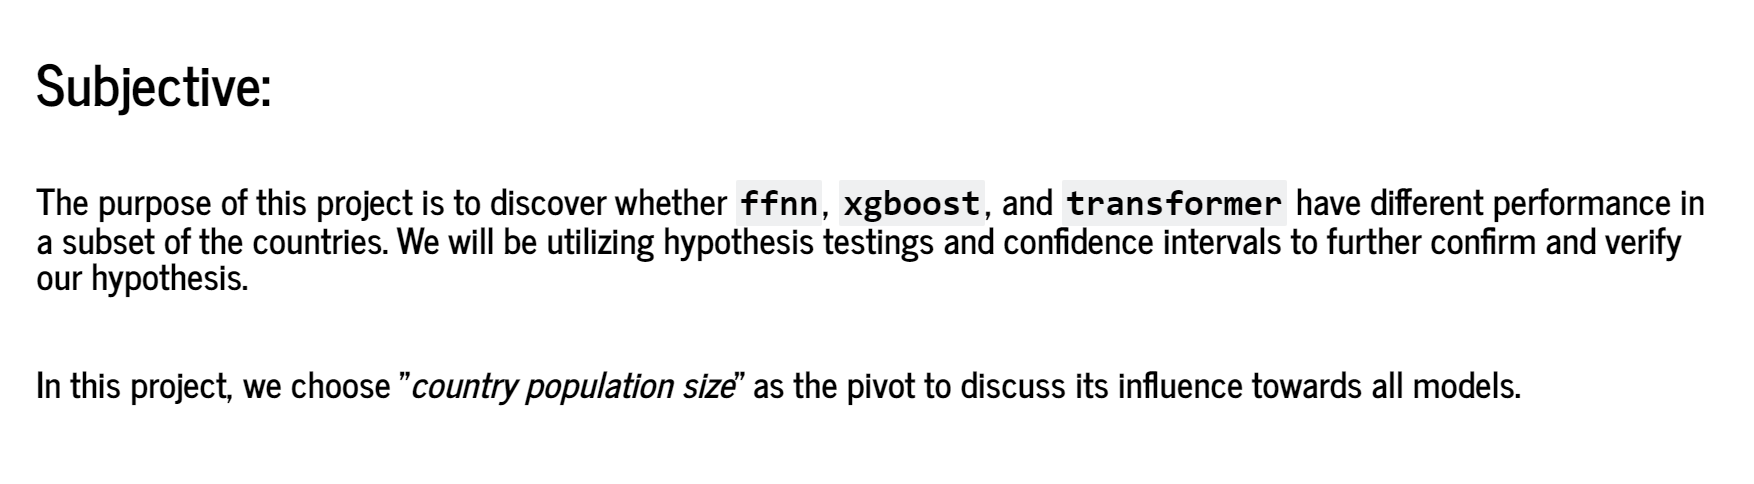 Subjective:
The purpose of this project is to discover whether ffnn, xgboost, and transformer have different performance in
a subset of the countries. We will be utilizing hypothesis testings and confidence intervals to further confirm and verify
our hypothesis.
In this project, we choose "country population size" as the pivot to discuss its influence towards all models.